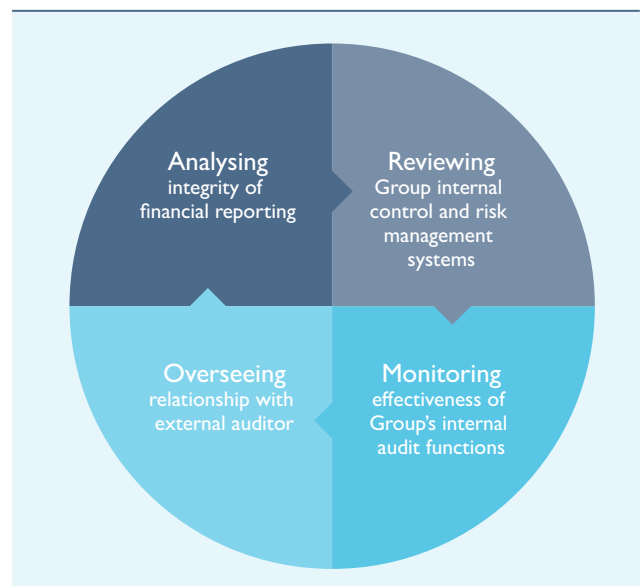 Analysing
integrity of
financial reporting
Reviewing
Group internal
control and risk
management
systems
Overseeing
relationship with
external auditor
Monitoring
effectiveness of
Group’s internal
audit functions